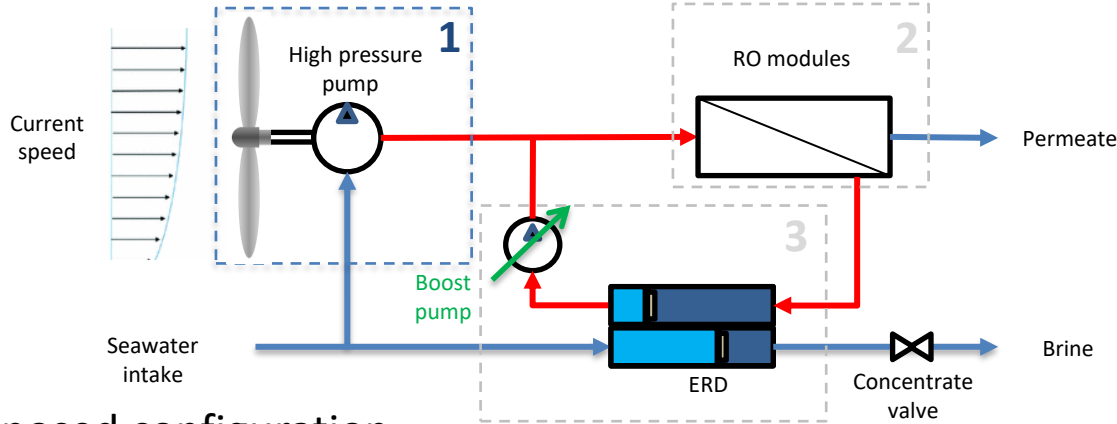 1
High pressure
pump
2
RO modules
Current
speed
Permeate
3
Boost
pump
Seawater
intake
ERD
Concentrate
valve
Brine
configuration